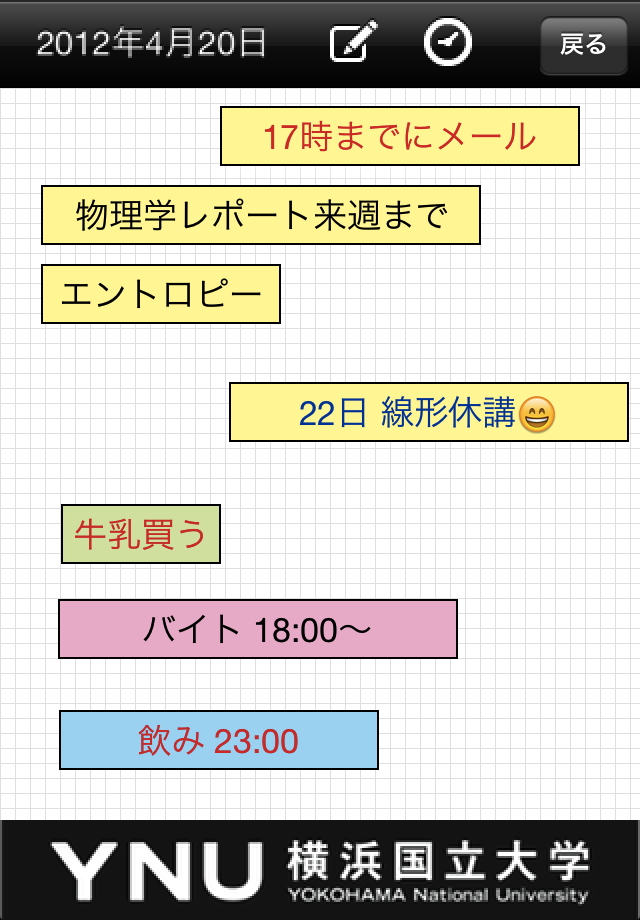 2012年4月20日
戻る
17時までにメール
物理学レポート来週まで
エントロピー
22日 線形休講😄
牛乳買う
バイト 18:00〜
飲み 23:00
YNU 横浜国立大学
YOKOHAMA National University